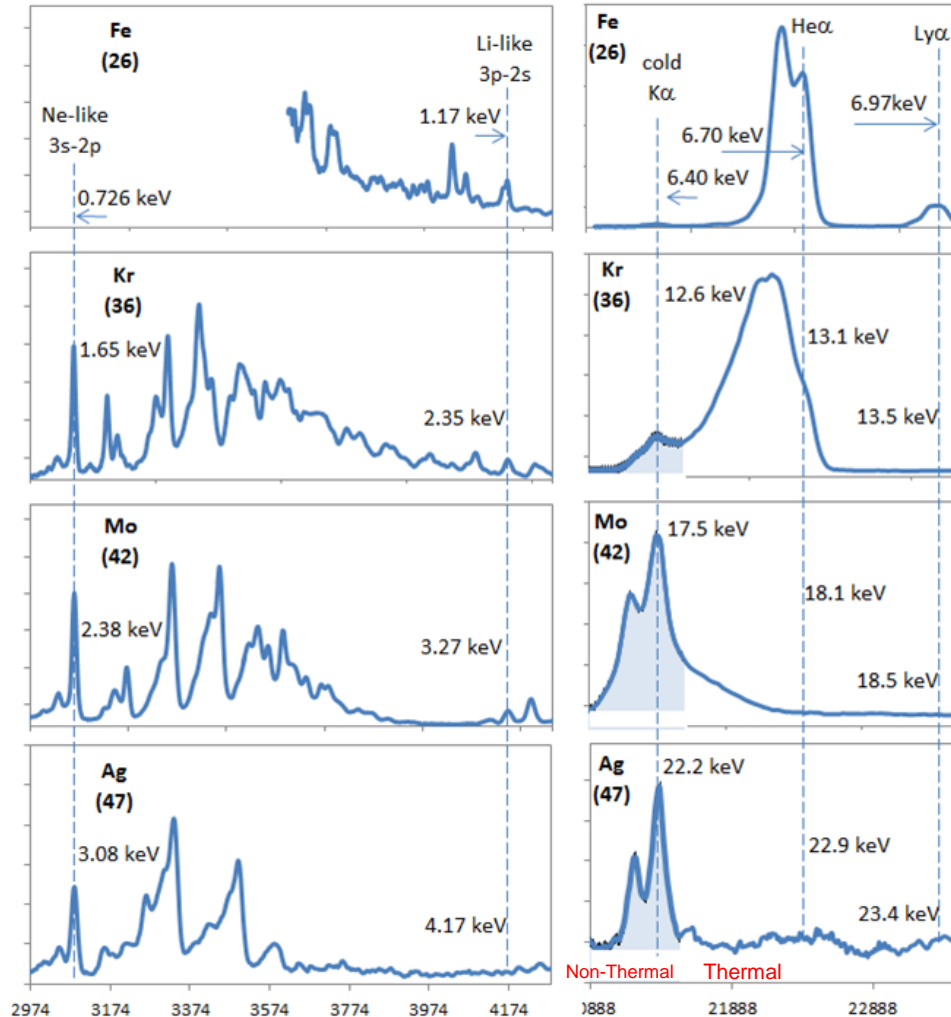 Fe
(26)
Ne-like
3s-2p
0.726 keV
Li-like
3p-2s
1.17 keV
Kr
(36)
1.65 keV
2.35 keV
Mo
(42)
2.38 keV
3.27 keV
Ag
(47)
3.08 keV
4.17 keV
2974 3174 3374 3574 3774 3974 4174
Fe
(26)
cold
Kα
Heα
Lyα
6.97keV
6.70 keV
6.40 keV
Kr
(36)
12.6 keV
13.1 keV
13.5 keV
Mo
(42)
17.5 keV
18.1 keV
18.5 keV
Ag
(47)
22.2 keV
22.9 keV
23.4 keV
Non-Thermal Thermal
0888 21888 22888